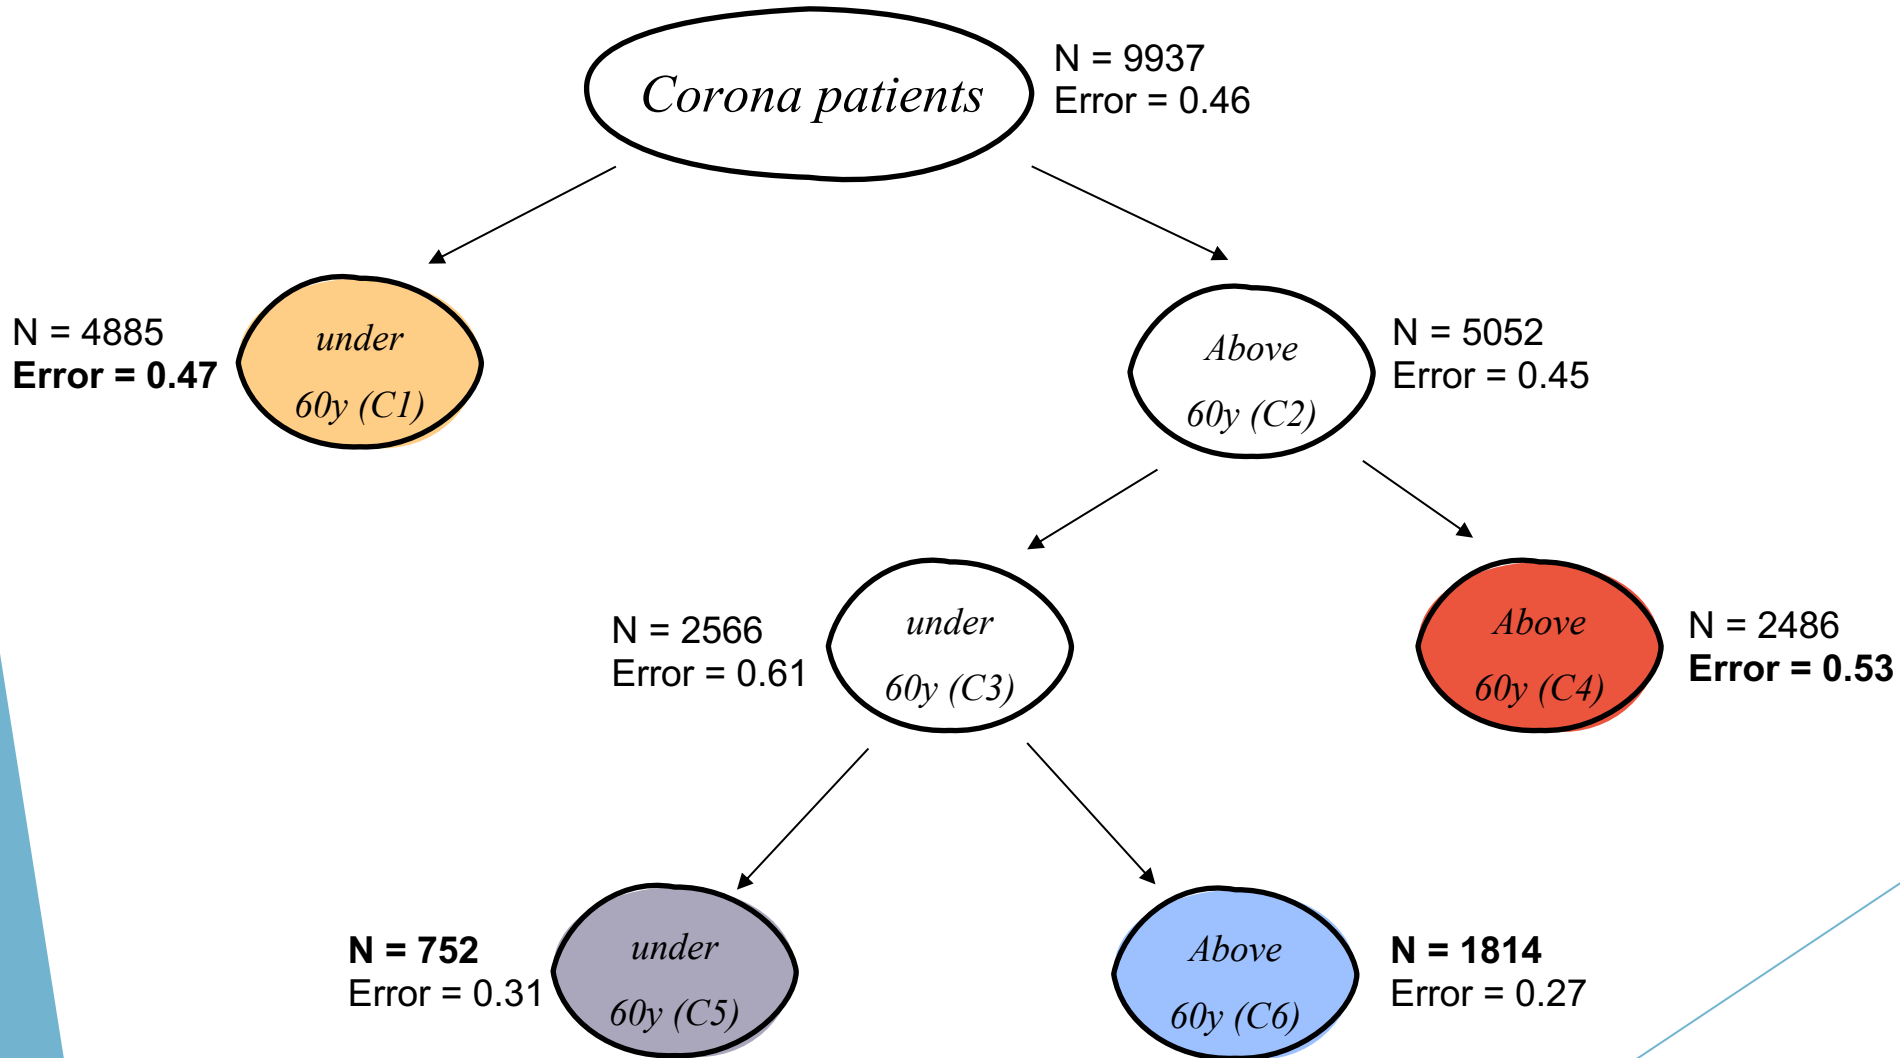 Corona patients
N = 9937
Error = 0.46
N = 4885
Error = 0.47
under
60y (C1)
Above
60y (C2)
N = 5052
Error = 0.45
N = 2566
Error = 0.61
under
60y (C3)
Above
60y (C4)
N = 2486
Error = 0.53
N = 752
Error = 0.31
under
60y (C5)
Above
60y (C6)
N = 1814
Error = 0.27